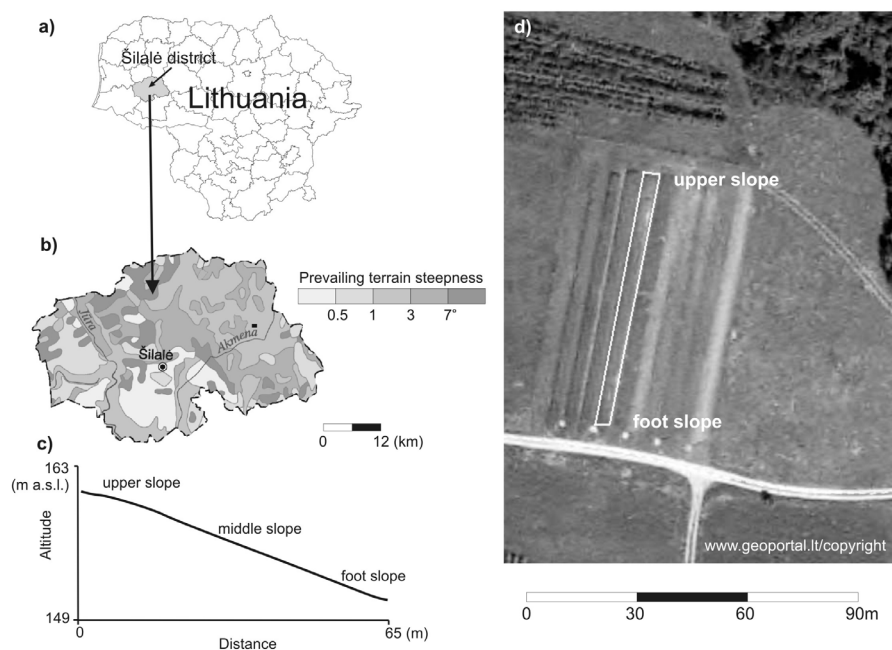 a)
Šilalė district
Lithuania
b)
Prevailing terrain steepness
0.5 1 3 7°
Jūra
Akmena
Šilalė
0 12 (km)
c)
163
(m a.s.l.)
upper slope
middle slope
foot slope
Altitude
149
0 65 (m)
Distance
d)
upper slope
foot slope
www.geoportal.lt/copyright
0 30 60 90m